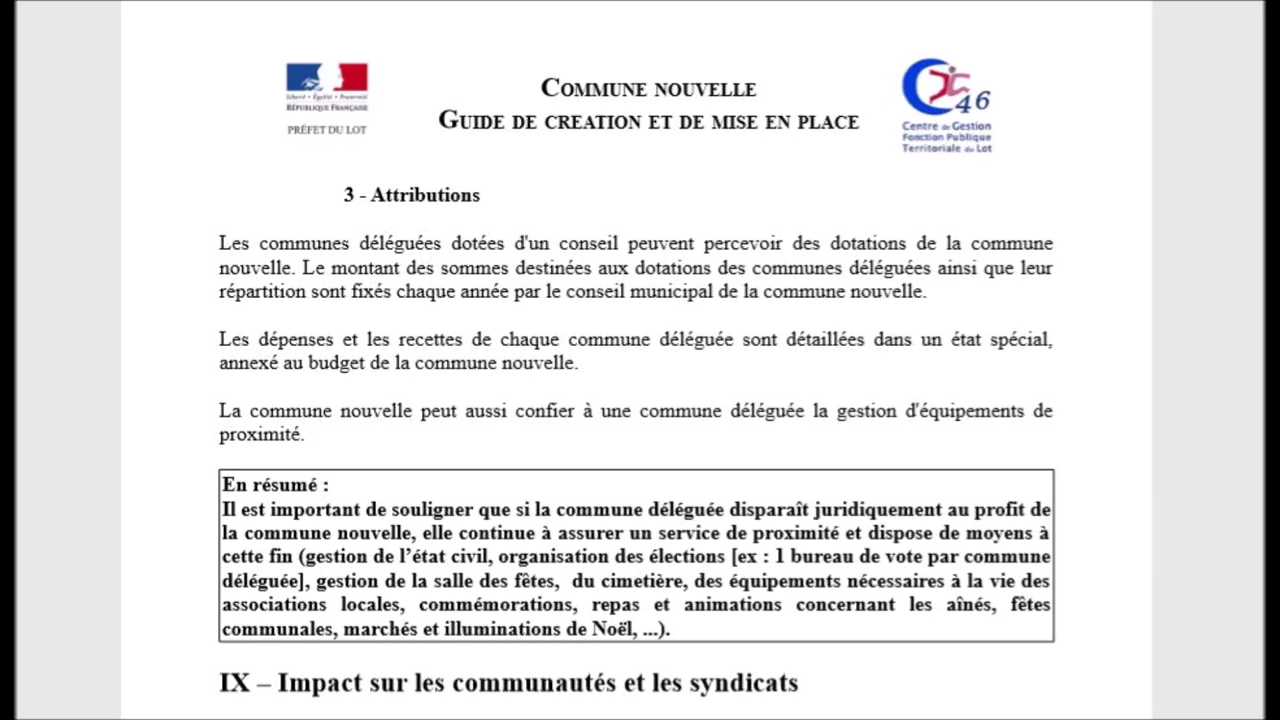 COMMUNE NOUVELLE
GUIDE DE CREATION ET DE MISE EN PLACE
Liberté • Égalité • Fraternité
RÉPUBLIQUE FRANÇAISE
PRÉFET DU LOT
46
Centre de Gestion
Fonction Publique
Territoriale du Lot
3 - Attributions
Les communes déléguées dotées d'un conseil peuvent percevoir des dotations de la commune
nouvelle. Le montant des sommes destinées aux dotations des communes déléguées ainsi que leur
répartition sont fixés chaque année par le conseil municipal de la commune nouvelle.
Les dépenses et les recettes de chaque commune déléguée sont détaillées dans un état spécial,
annexé au budget de la commune nouvelle.
La commune nouvelle peut aussi confier à une commune déléguée la gestion d'équipements de
proximité.
En résumé :
Il est important de souligner que si la commune déléguée disparaît juridiquement au profit de
la commune nouvelle, elle continue à assurer un service de proximité et dispose de moyens à
cette fin (gestion de l’état civil, organisation des élections [ex : 1 bureau de vote par commune
déléguée], gestion de la salle des fêtes, du cimetière, des équipements nécessaires à la vie des
associations locales, commémorations, repas et animations concernant les aînés, fêtes
communales, marchés et illuminations de Noël, ...).
IX – Impact sur les communautés et les syndicats